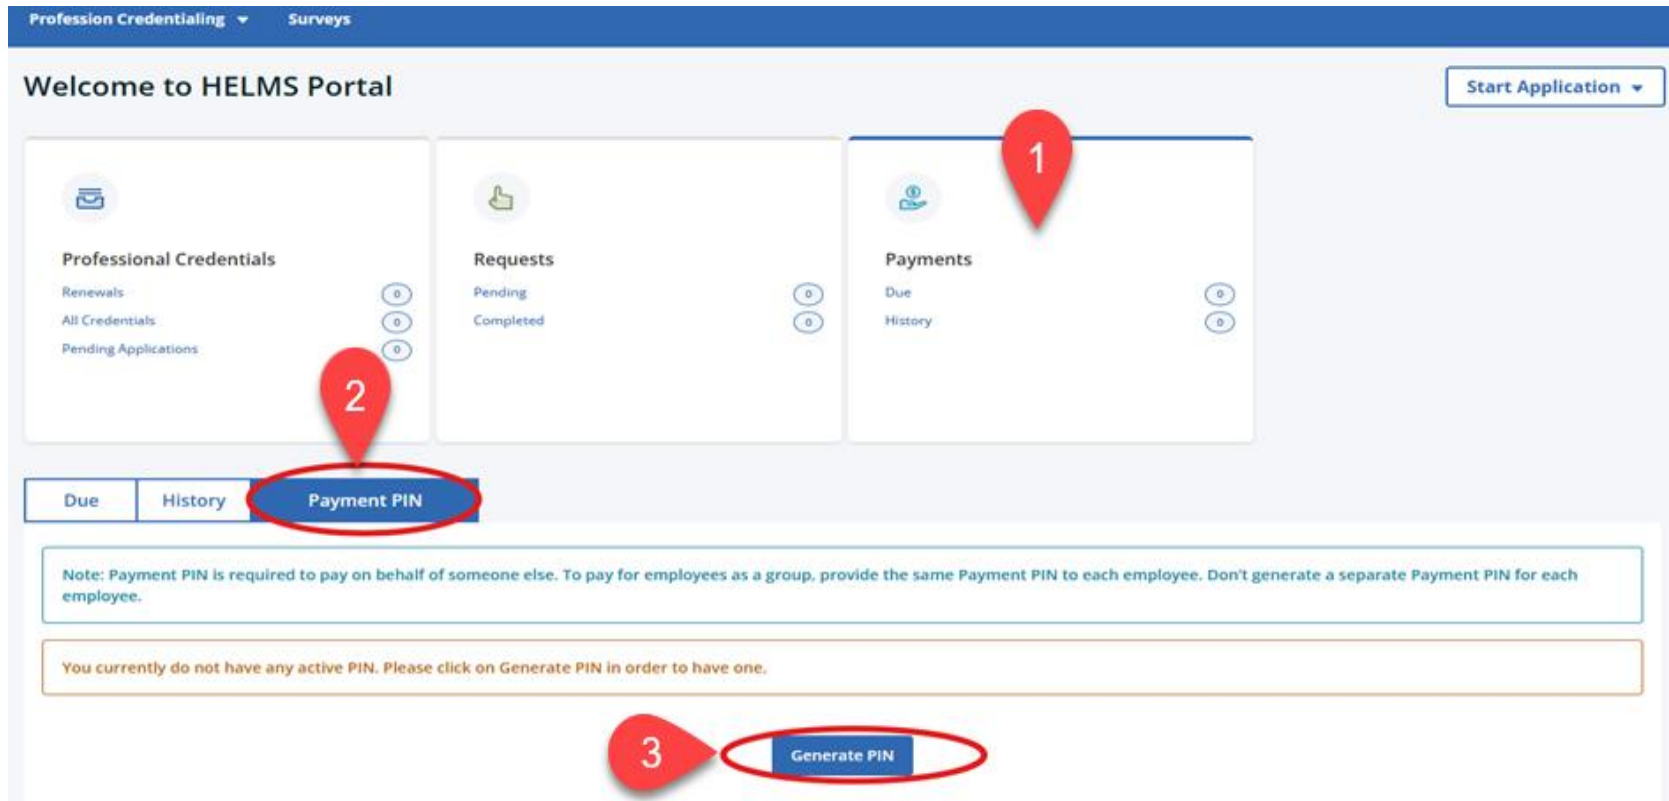 Profession Credentialing Surveys
Welcome to HELMS Portal
Start Application
1
Professional Credentials
Renewals 0
All Credentials 0
Pending Applications 0
Requests
Pending 0
Completed 0
Payments
Due 0
History 0
2
Due History Payment PIN
Note: Payment PIN is required to pay on behalf of someone else. To pay for employees as a group, provide the same Payment PIN to each employee. Don't generate a separate Payment PIN for each
employee.
You currently do not have any active PIN. Please click on Generate PIN in order to have one.
3
Generate PIN